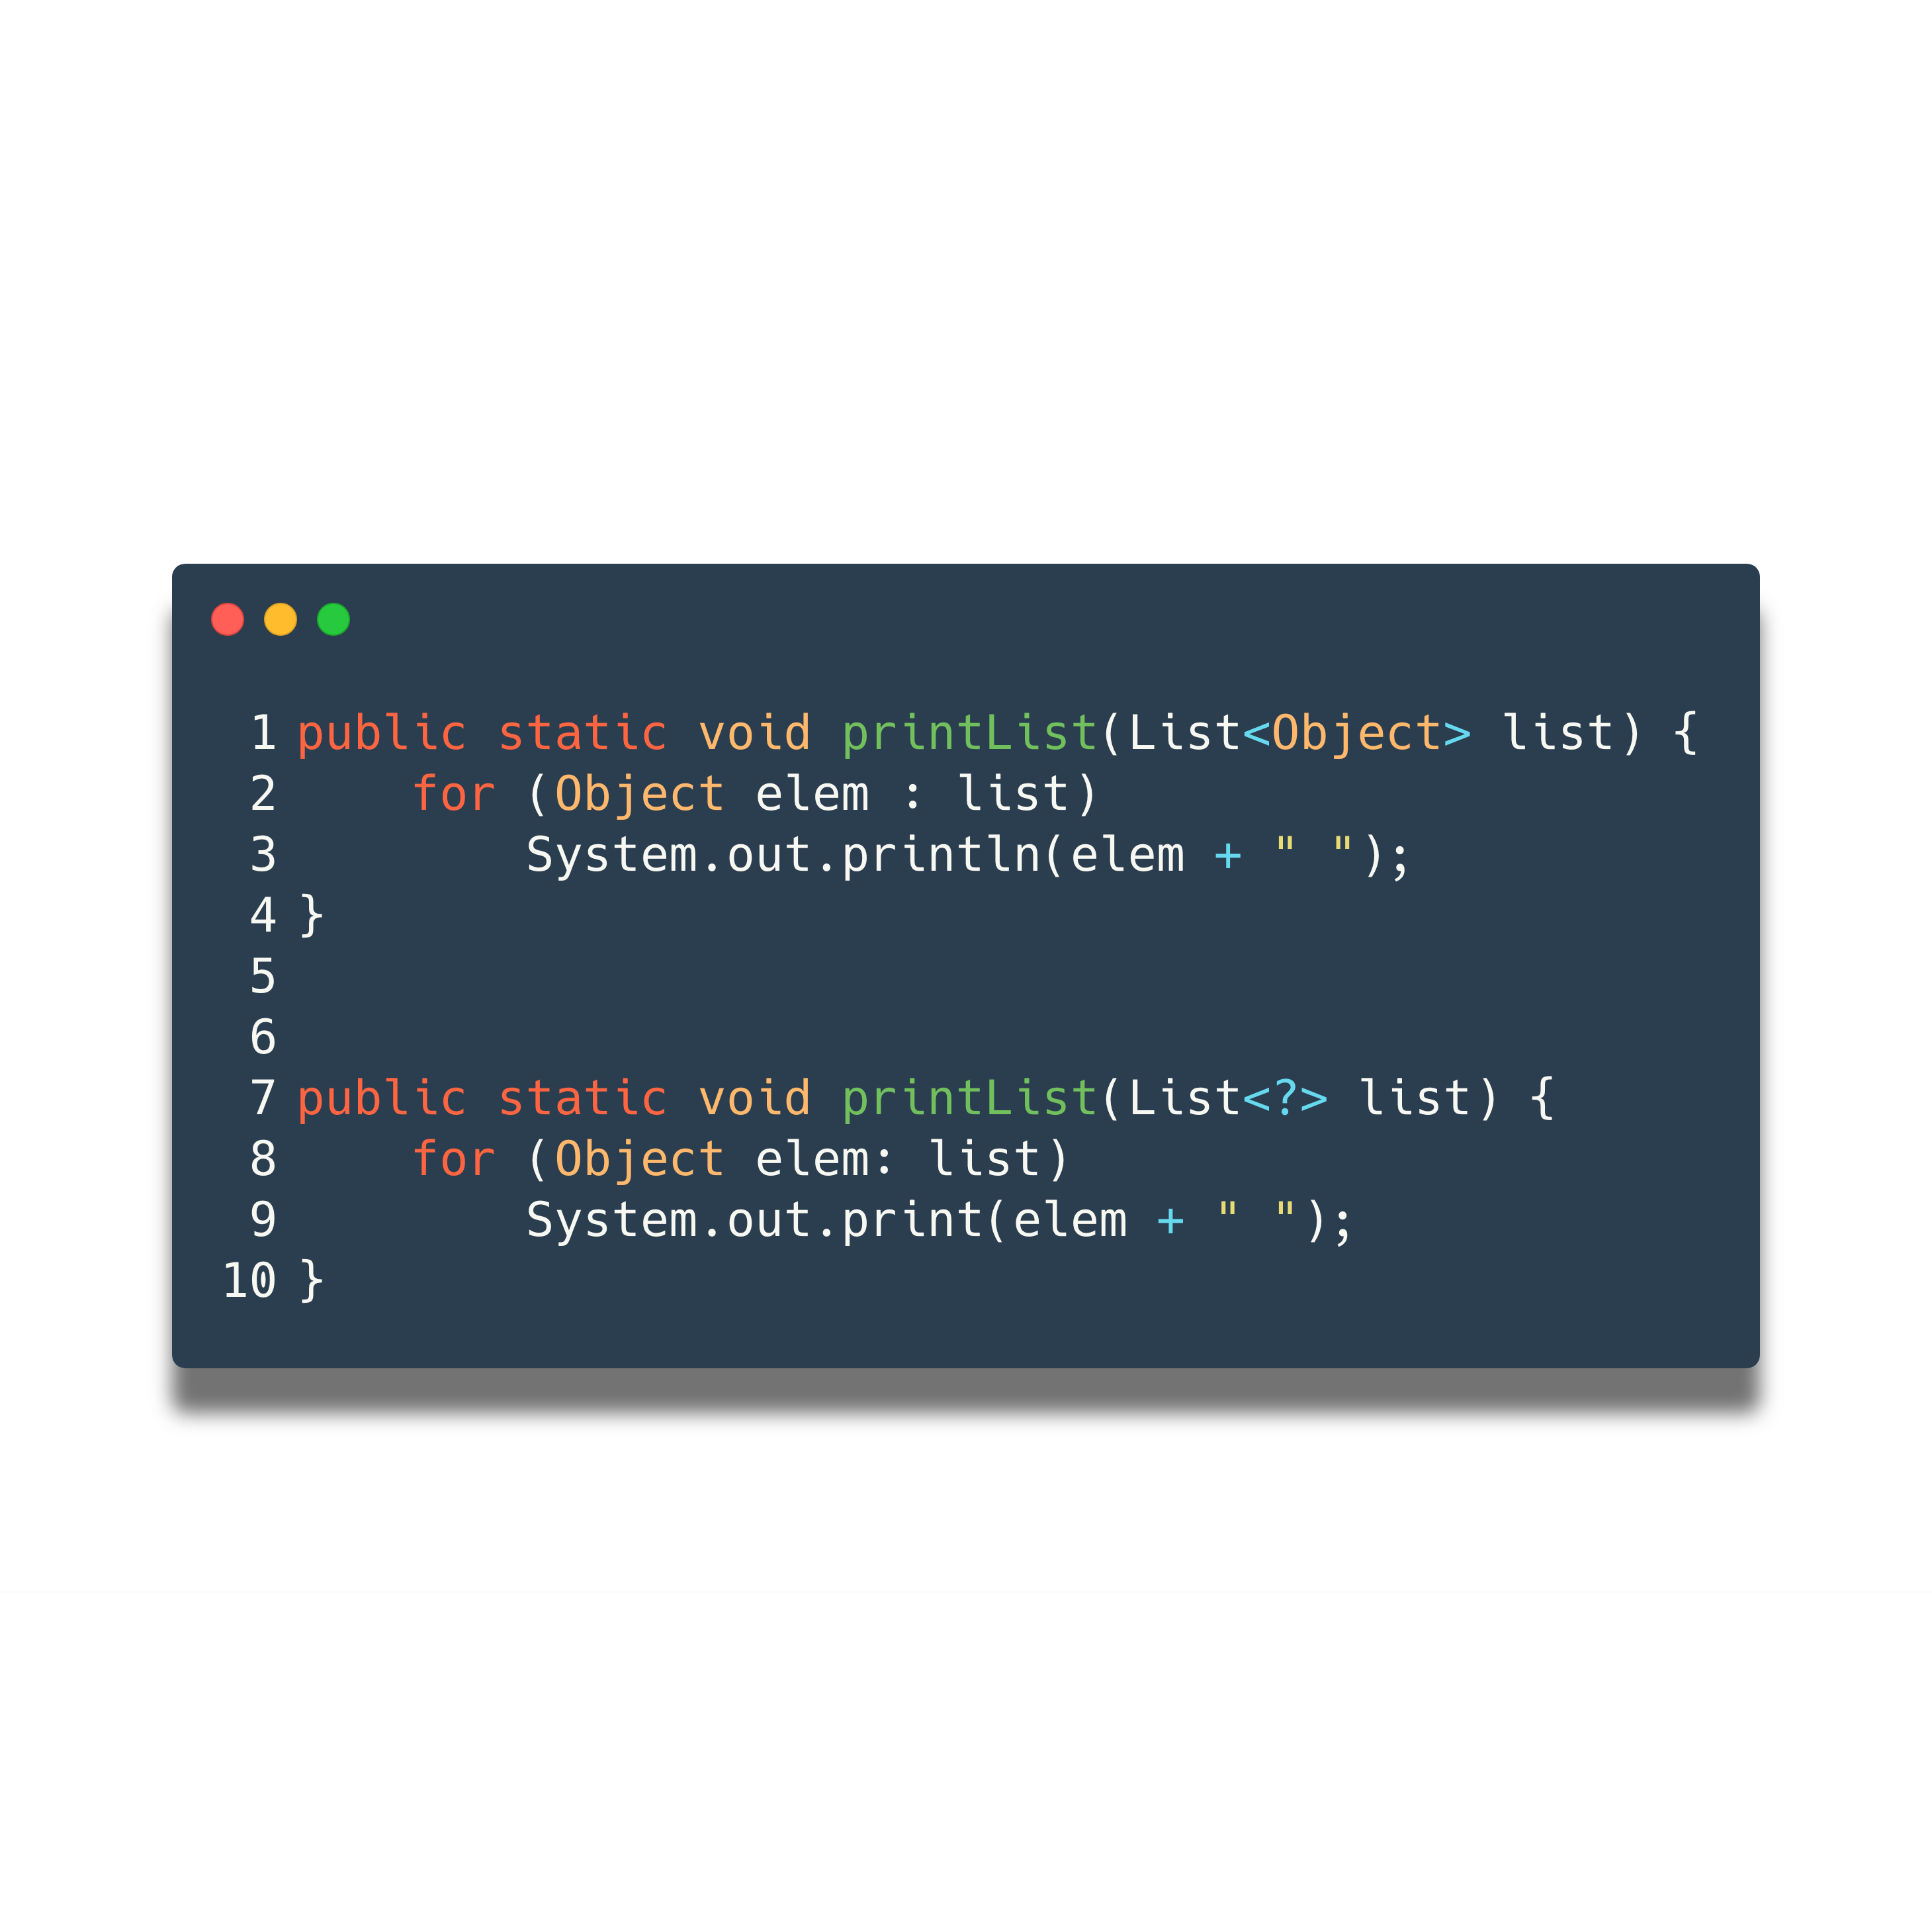 1 public static void printList(List<Object> list) {
2     for (Object elem : list)
3         System.out.println(elem + " ");
4 }
5
6
7 public static void printList(List<?> list) {
8     for (Object elem: list)
9         System.out.print(elem + " ");
10 }